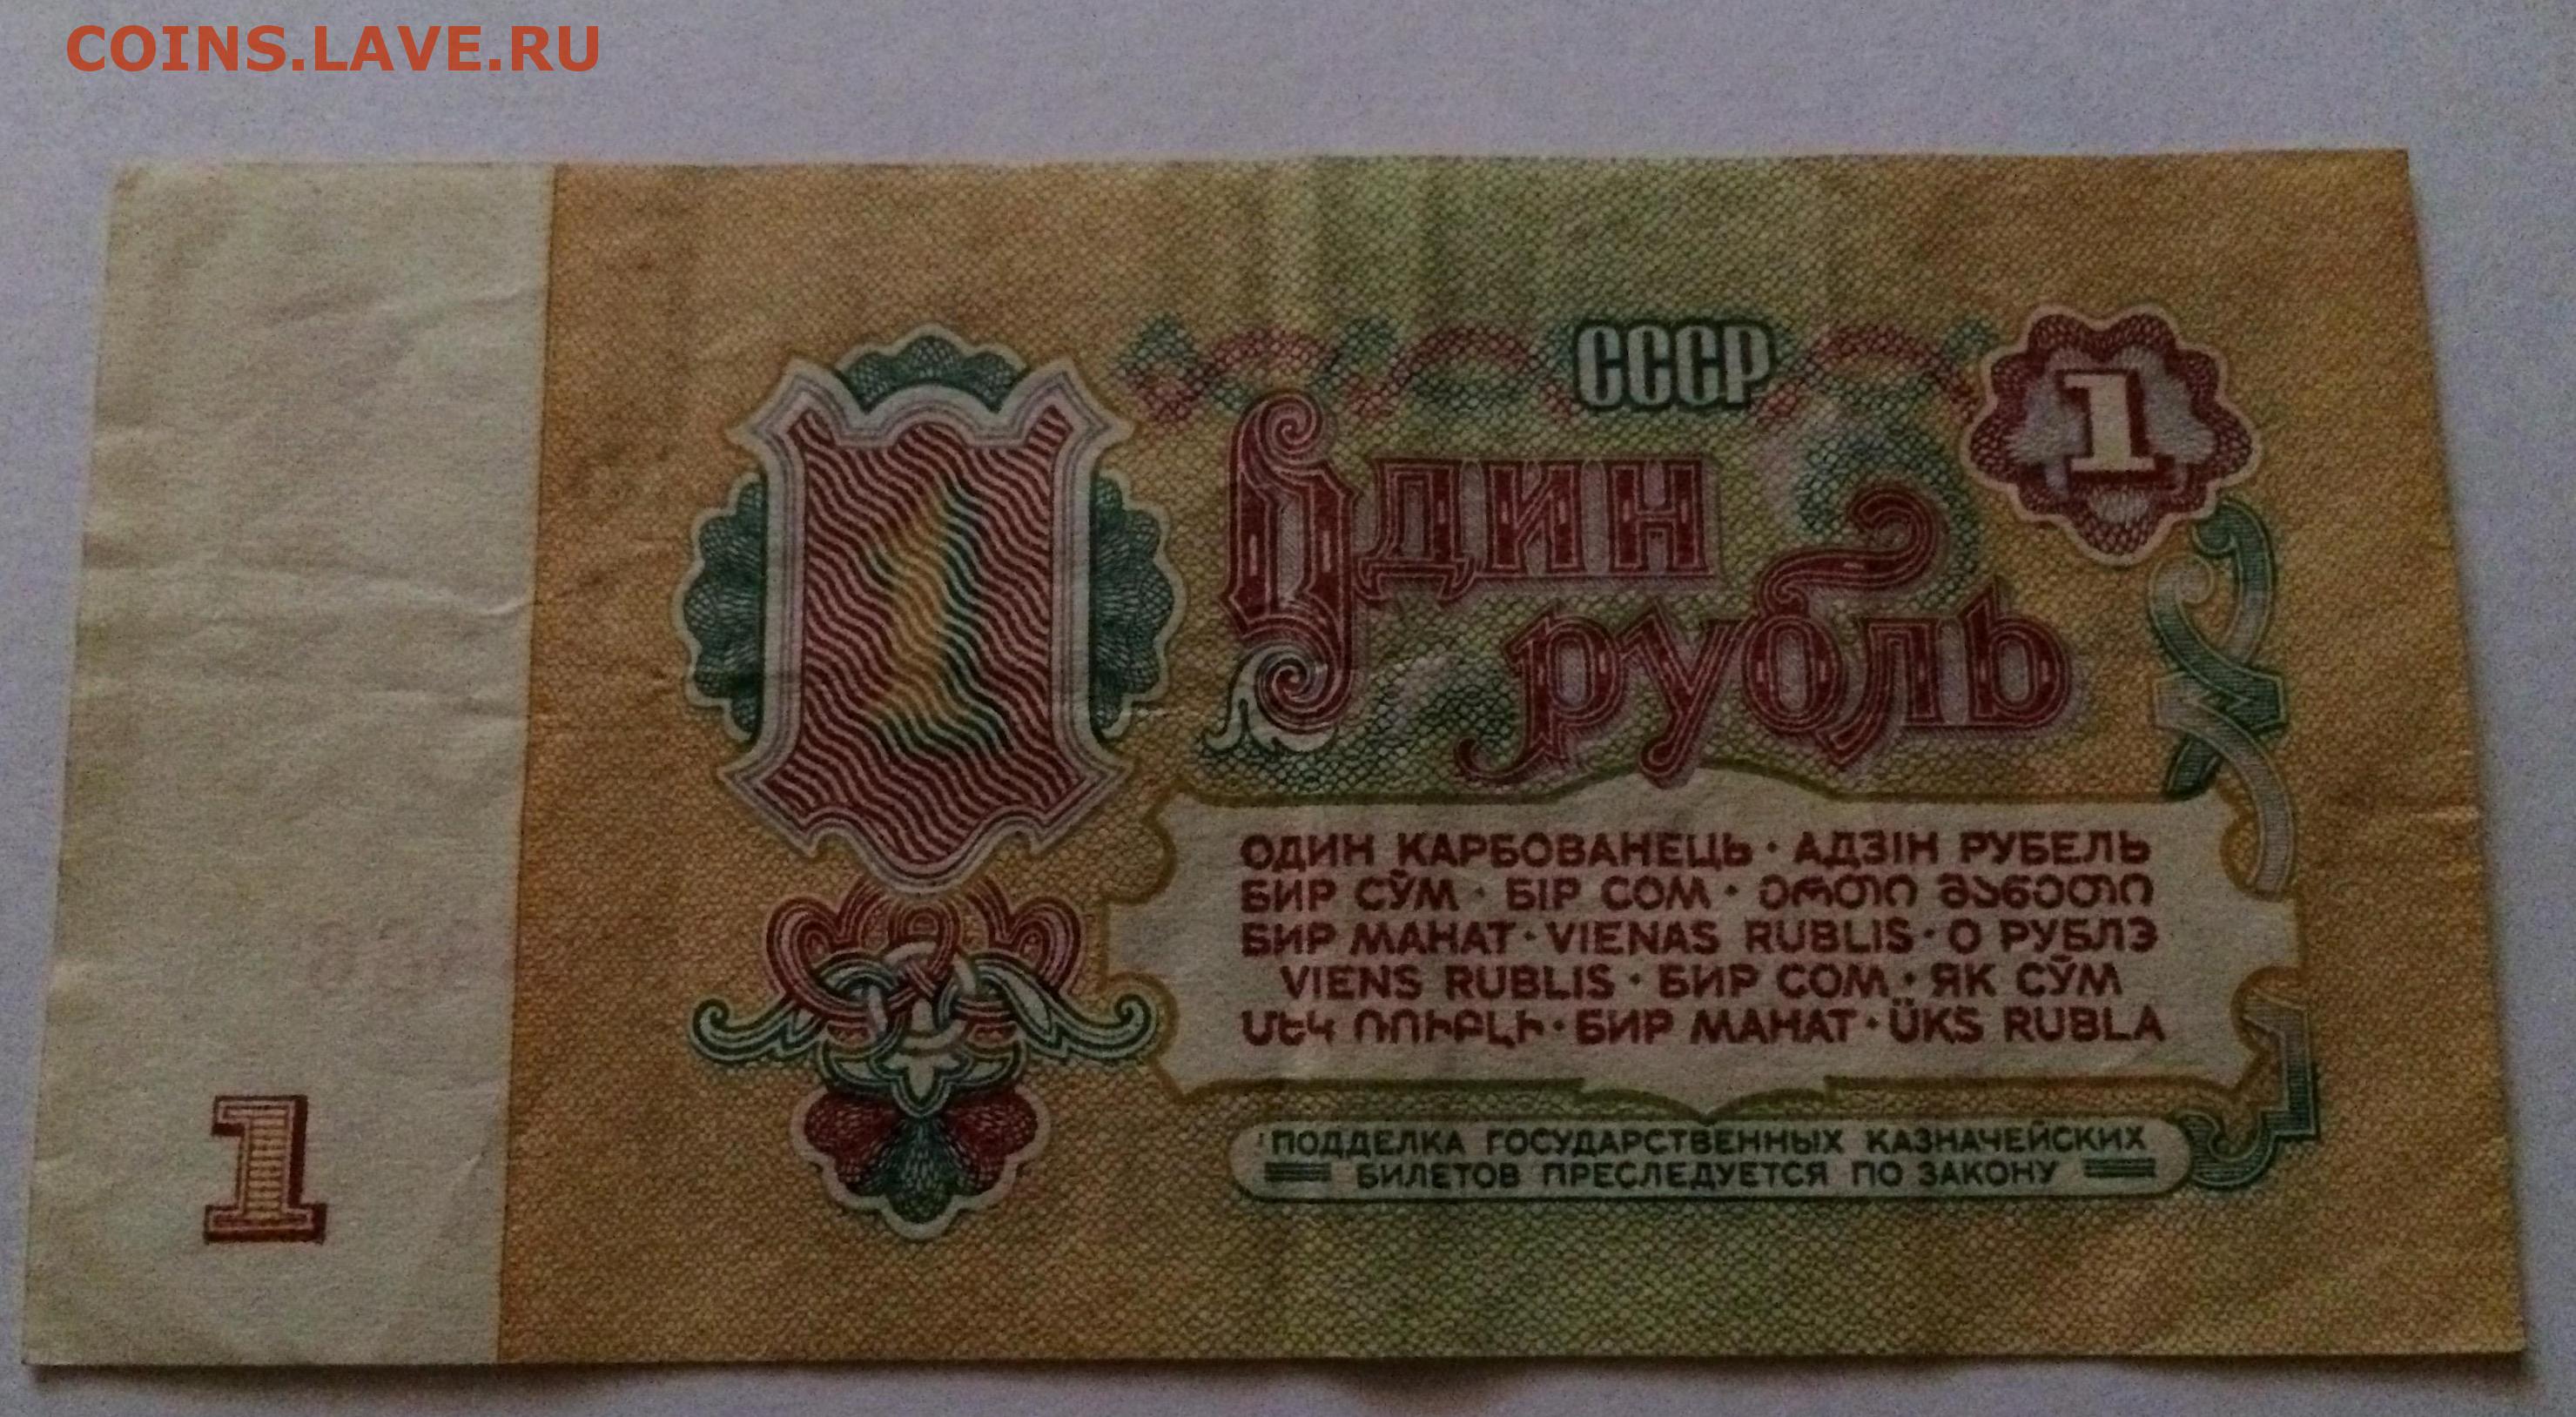 COINS.LAVE.RU
СССР
1
Один
рубль
ОДИН КАРБОВАНЕЦЬ · АДЗІН РУБЕЛЬ
БИР СЎМ · БІР СОМ · ერთი მანეთი
БИР МАНАТ · VIENAS RUBLIS · О РУБЛЭ
VIENS RUBLIS · БИР СОМ · ЯК СӮМ
ՄԵԿ ՌՈՒԲԼԻ · БИР МАНАТ · ÜKS RUBLA
ПОДДЕЛКА ГОСУДАРСТВЕННЫХ КАЗНАЧЕЙСКИХ
БИЛЕТОВ ПРЕСЛЕДУЕТСЯ ПО ЗАКОНУ
1
1